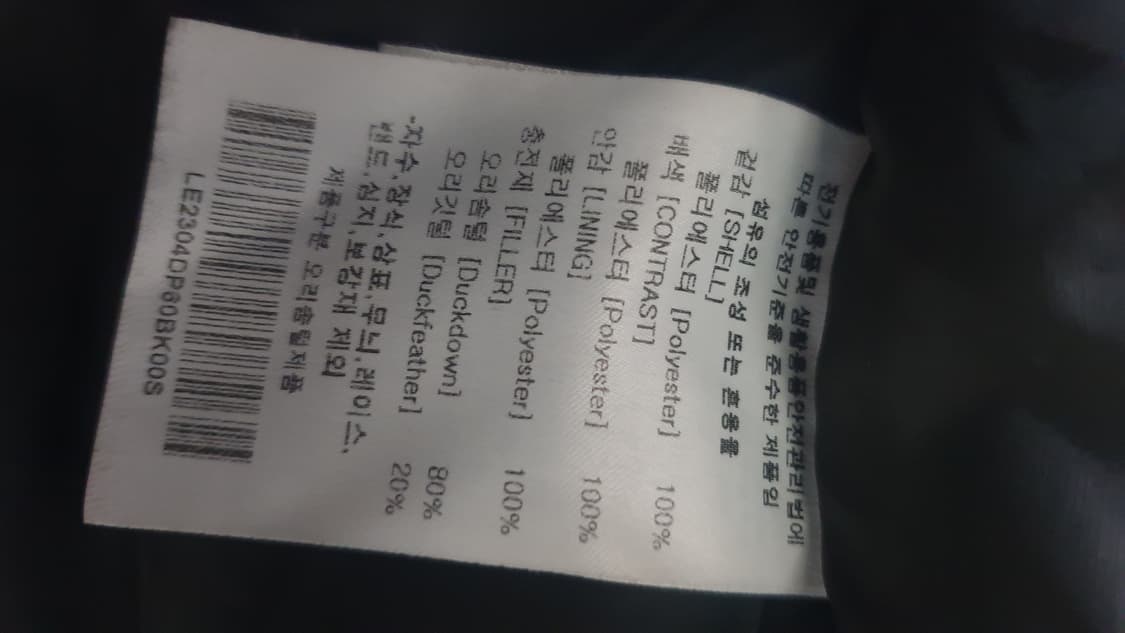 전기용품및 생활용품안전관리법에
따른 안전기준을 준수한 제품임
섬유의 조성 또는 혼용률
겉감 [SHELL]
폴리에스터 [Polyester] 100%
배색 [CONTRAST]
폴리에스터 [Polyester] 100%
안감 [LINING]
폴리에스터 [Polyester] 100%
충전재 [FILLER]
오리솜털 [Duckdown] 80%
오리깃털 [Duckfeather] 20%
-자수,장식,상표,무늬,레이스,
밴드,심지,보강재 제외
제품구분 오리솜털제품
LE2304DP60BK00S